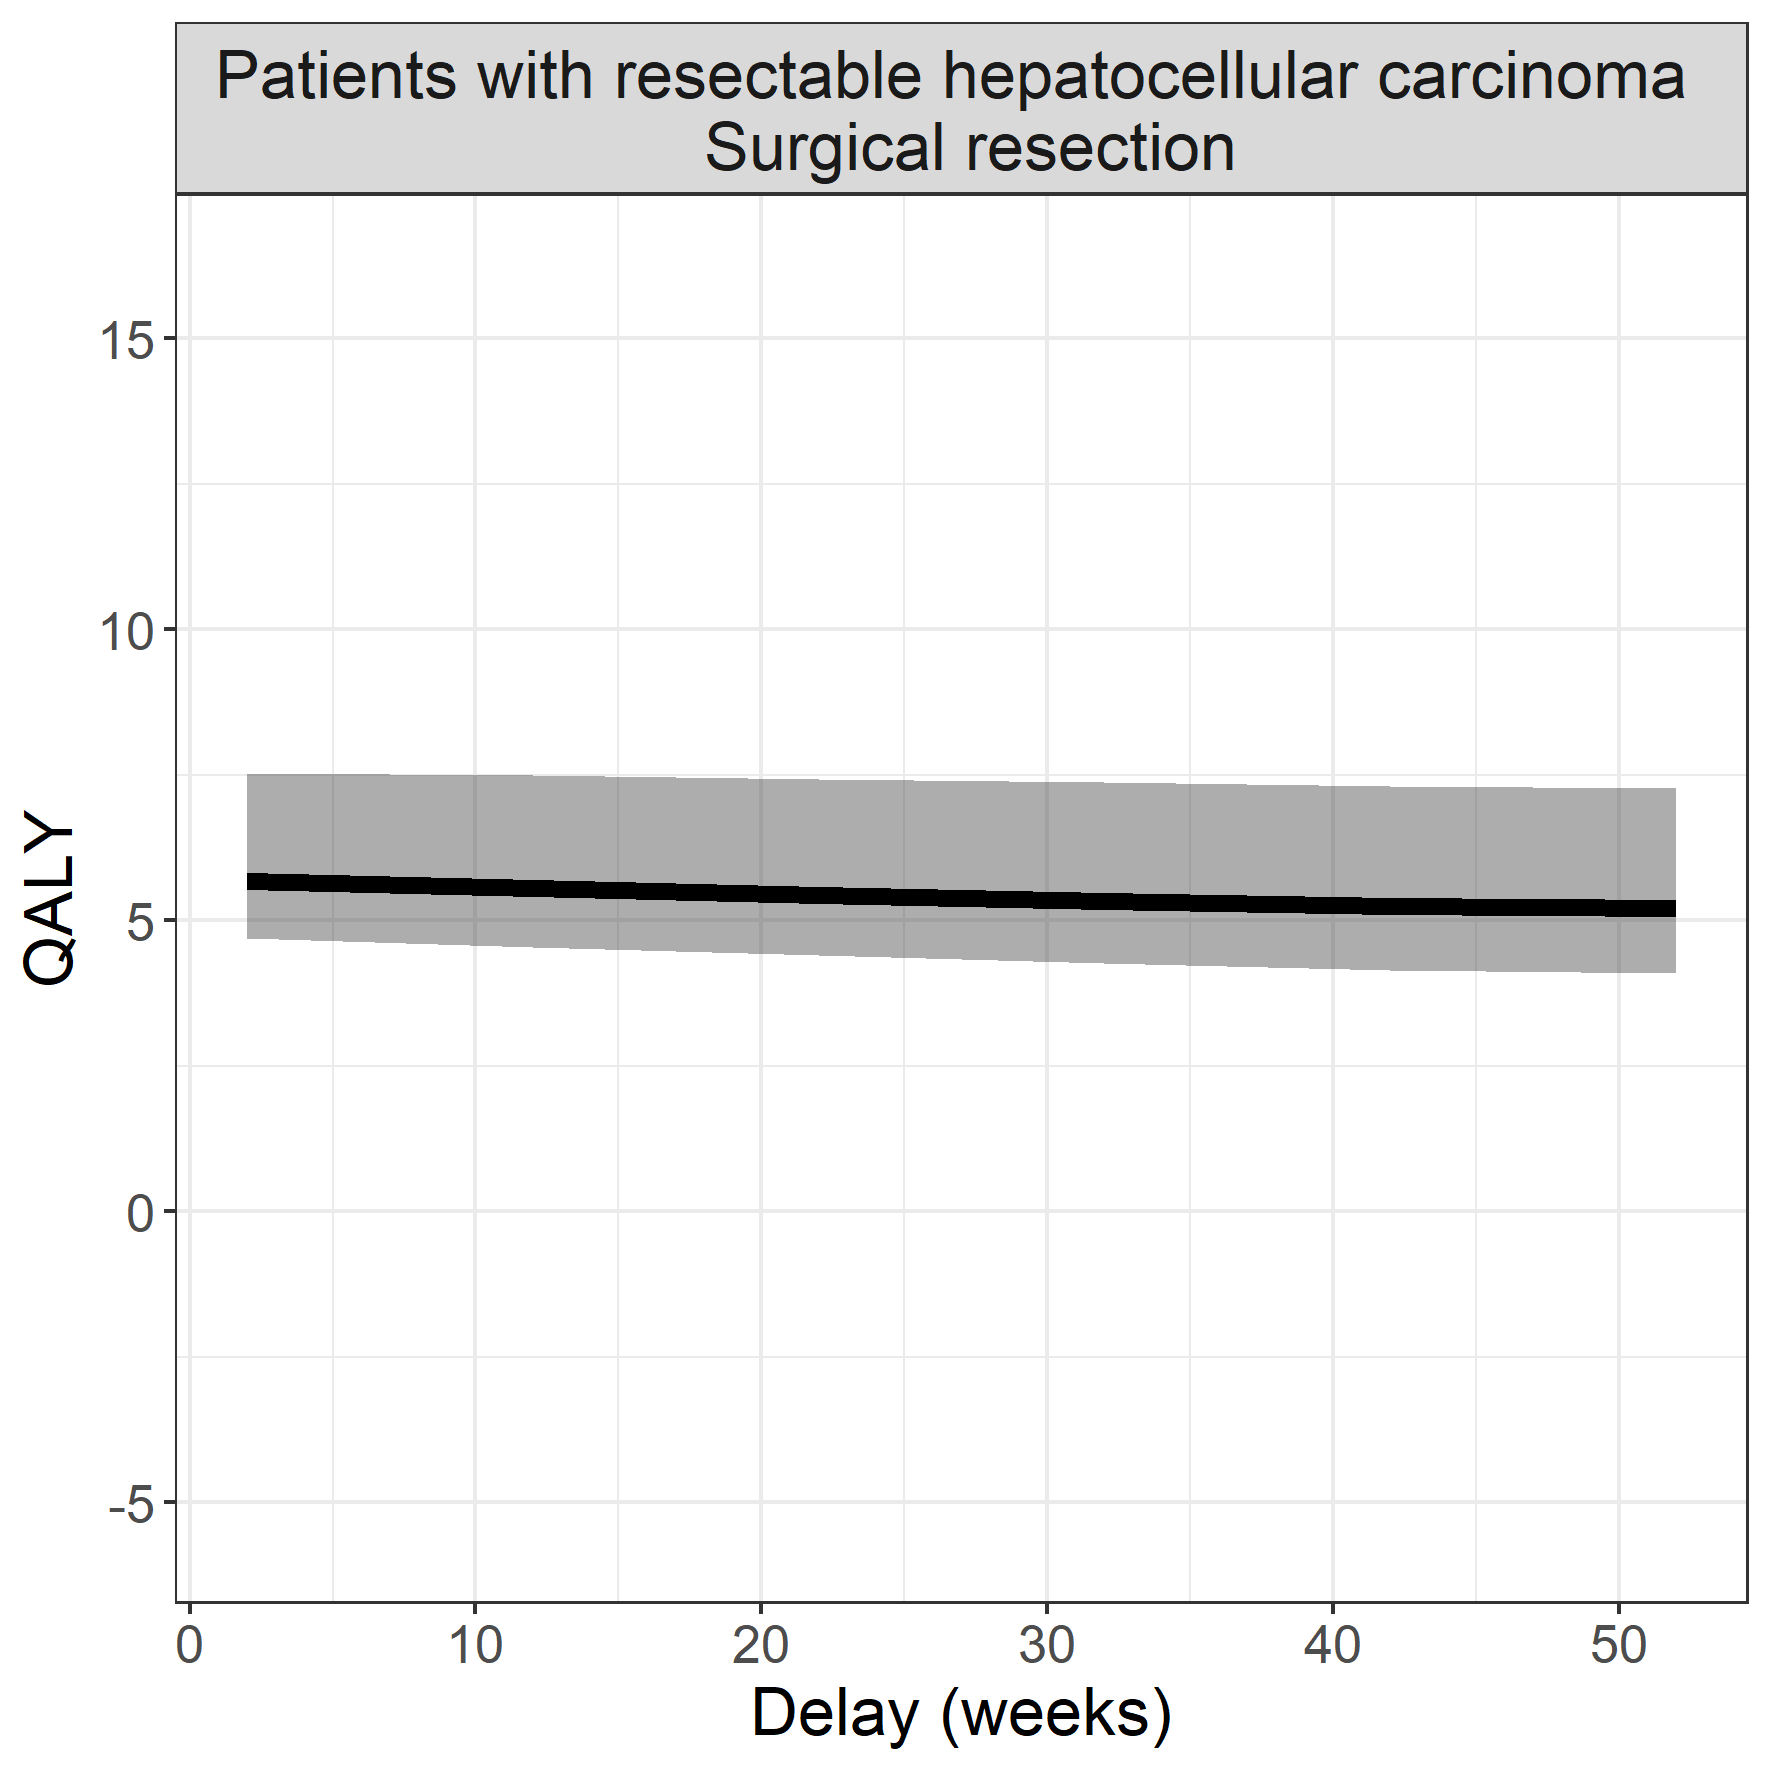 Patients with resectable hepatocellular carcinoma
Surgical resection
15
10
5
0
-5
QALY
0 10 20 30 40 50
Delay (weeks)